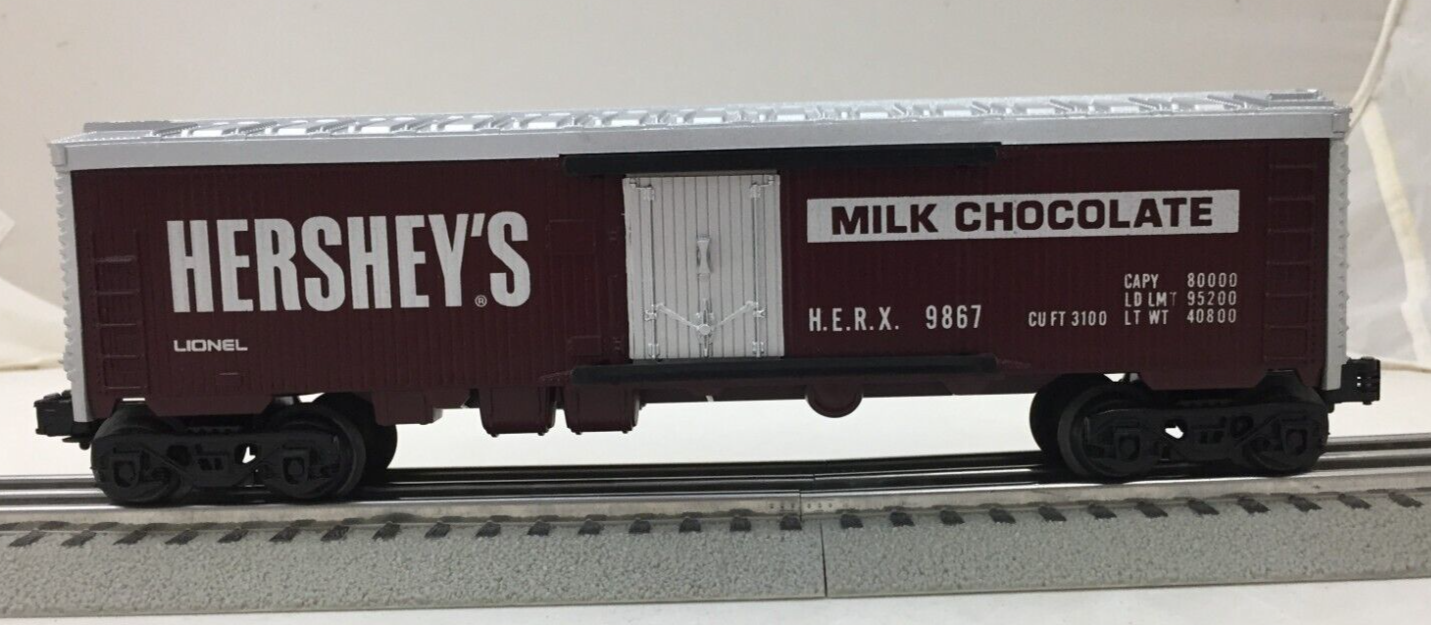 HERSHEY'S®
LIONEL
MILK CHOCOLATE
H.E.R.X. 9867
CU FT 3100
CAPY 80000
LD LMT 95200
LT WT 40800